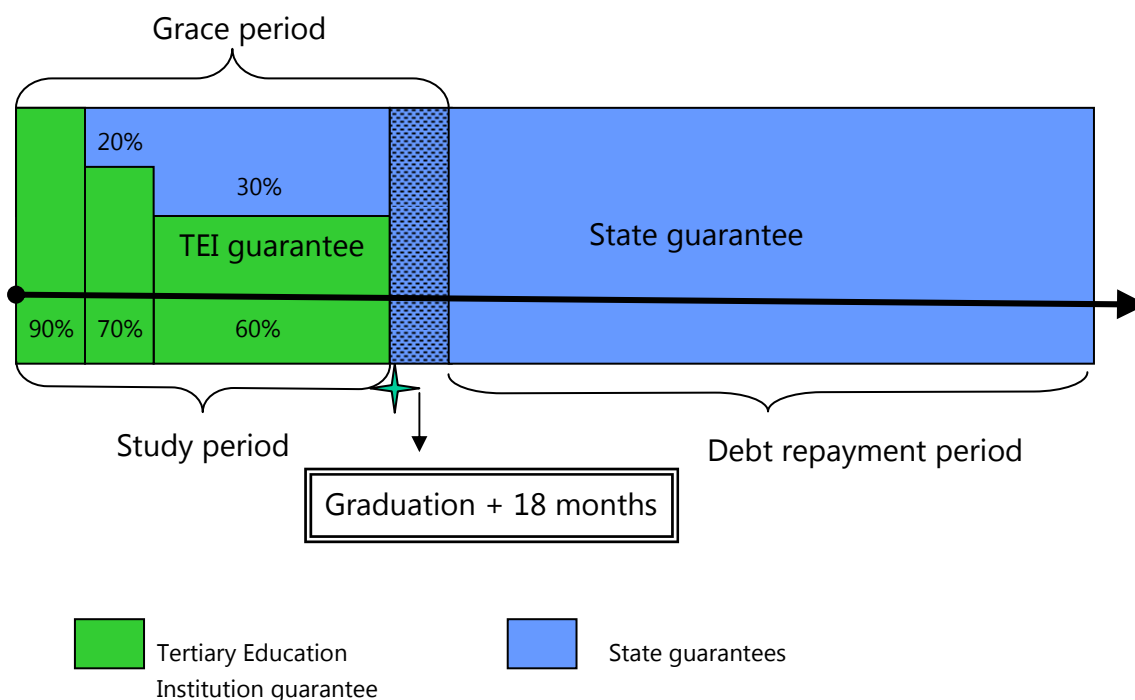 Grace period
20%
30%
TEI guarantee
State guarantee
90%
70%
60%
Study period
Debt repayment period
Graduation + 18 months
Tertiary Education
Institution guarantee
State guarantees